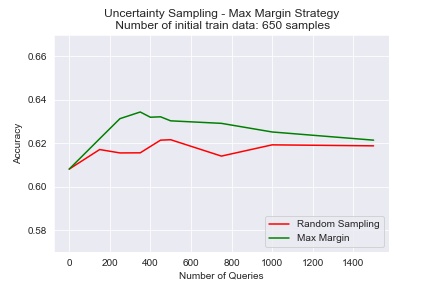 Uncertainty Sampling - Max Margin Strategy
Number of initial train data: 650 samples
0.66
0.64
0.62
0.60
0.58
Accuracy
0 200 400 600 800 1000 1200 1400
Number of Queries
Random Sampling
Max Margin